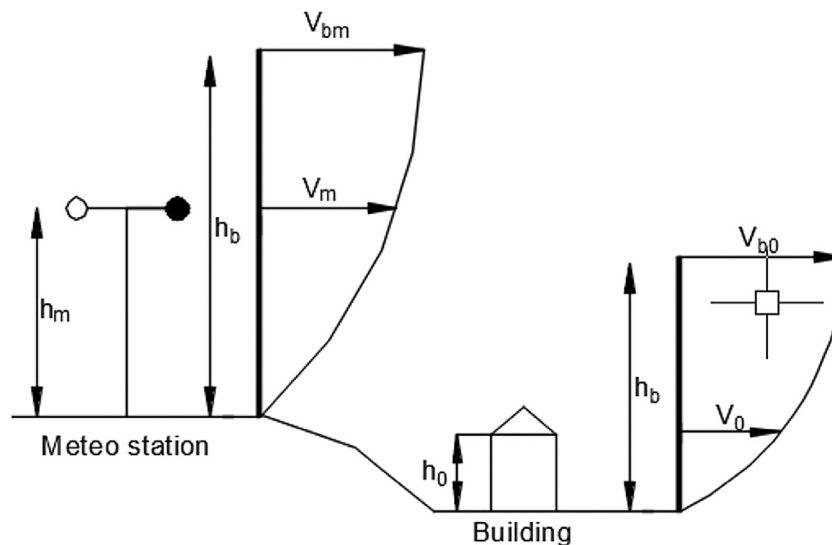 V_bm
V_m
h_b
h_m
V_b0
h_b
V_0
Meteo station
h_0
Building